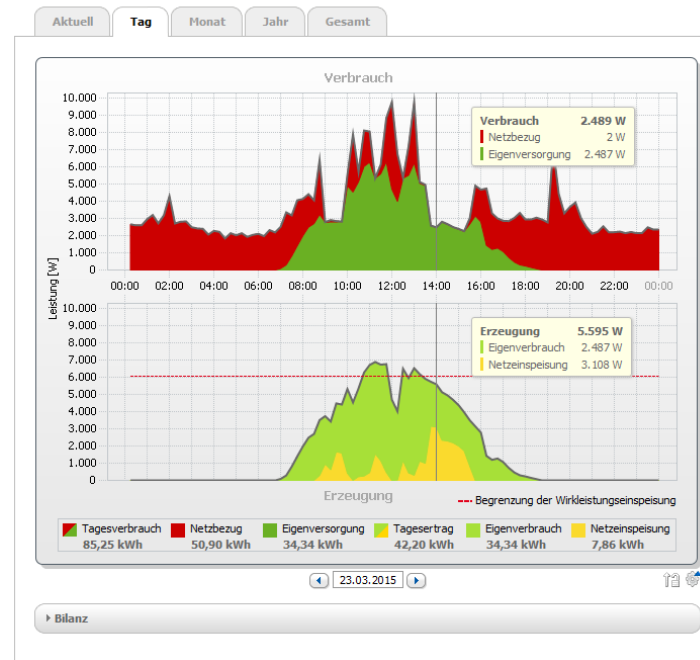 Aktuell Tag Monat Jahr Gesamt
Verbrauch
Leistung [W]
10.000
9.000
8.000
7.000
6.000
5.000
4.000
3.000
2.000
1.000
0
Verbrauch 2.489 W
Netzbezug 2 W
Eigenversorgung 2.487 W
00:00 02:00 04:00 06:00 08:00 10:00 12:00 14:00 16:00 18:00 20:00 22:00 00:00
10.000
9.000
8.000
7.000
6.000
5.000
4.000
3.000
2.000
1.000
0
Erzeugung 5.595 W
Eigenverbrauch 2.487 W
Netzeinspeisung 3.108 W
Erzeugung
Begrenzung der Wirkleistungseinspeisung
Tagesverbrauch Netzbezug Eigenversorgung Tagesertrag Eigenverbrauch Netzeinspeisung
85,25 kWh 50,90 kWh 34,34 kWh 42,20 kWh 34,34 kWh 7,86 kWh
23.03.2015
Bilanz